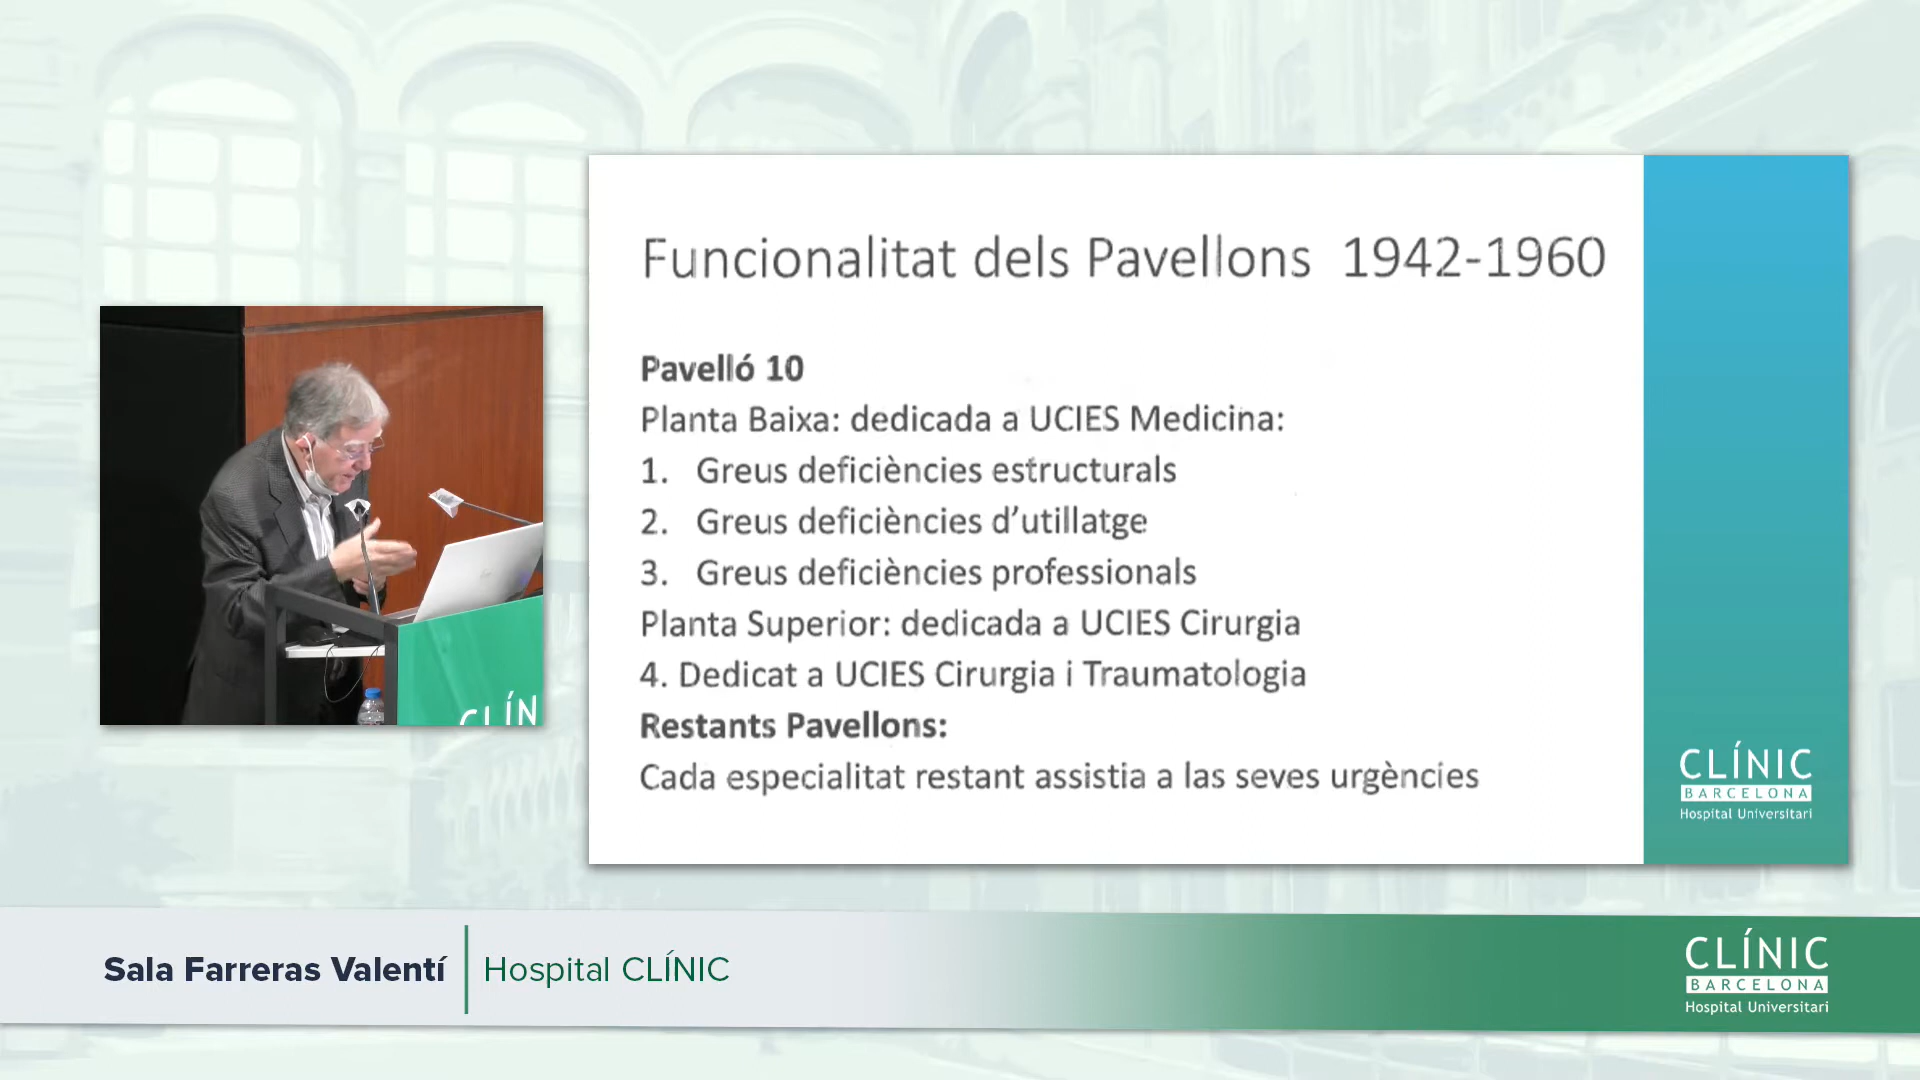 Funcionalitat dels Pavellons 1942-1960
Pavelló 10
Planta Baixa: dedicada a UCIES Medicina:
1. Greus deficiències estructurals
2. Greus deficiències d’utillatge
3. Greus deficiències professionals
Planta Superior: dedicada a UCIES Cirurgia
4. Dedicat a UCIES Cirurgia i Traumatologia
Restants Pavellons:
Cada especialitat restant assistia a las seves urgències
CLÍNIC
BARCELONA
Hospital Universitari
CLÍN
Sala Farreras Valentí
Hospital CLÍNIC
CLÍNIC
BARCELONA
Hospital Universitari